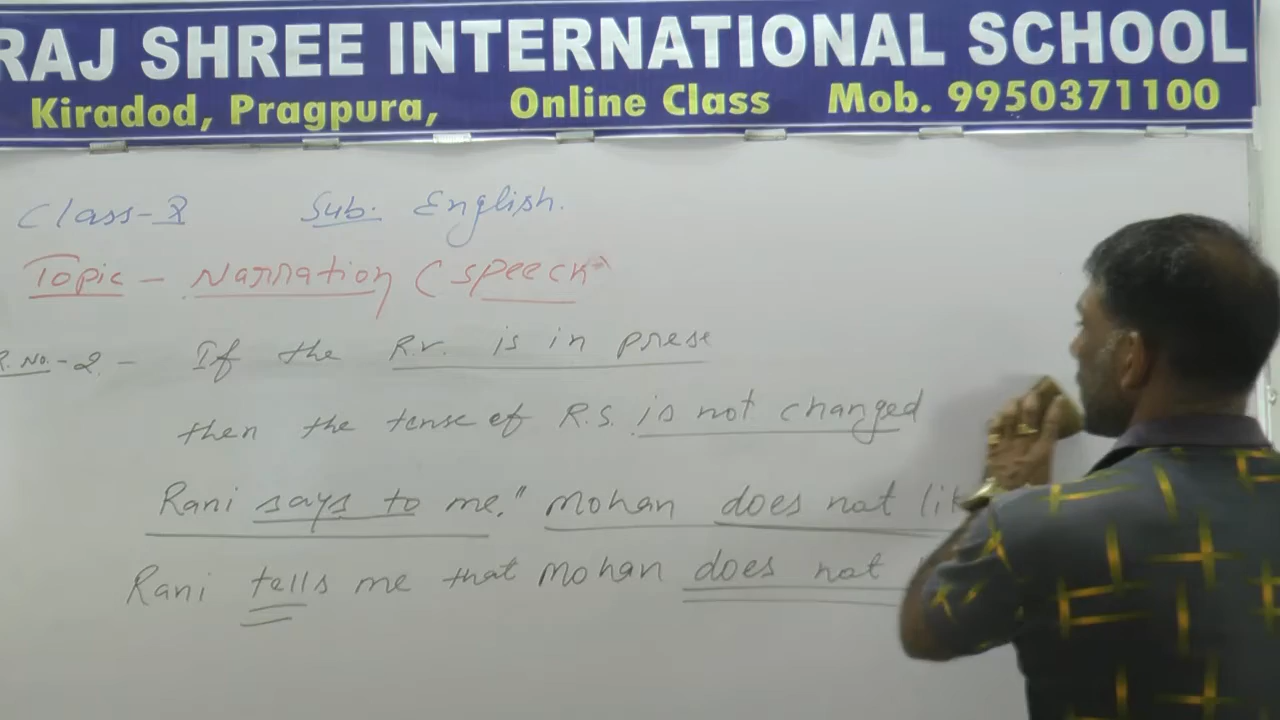 RAJ SHREE INTERNATIONAL SCHOOL
Kiradod, Pragpura, Online Class Mob. 9950371100
Class-X Sub. English.
Topic - Narration (speech
R. No.-2 - If the R.V. is in prese
then the tense of R.S. is not changed
Rani says to me." Mohan does not lik
Rani tells me that Mohan does not